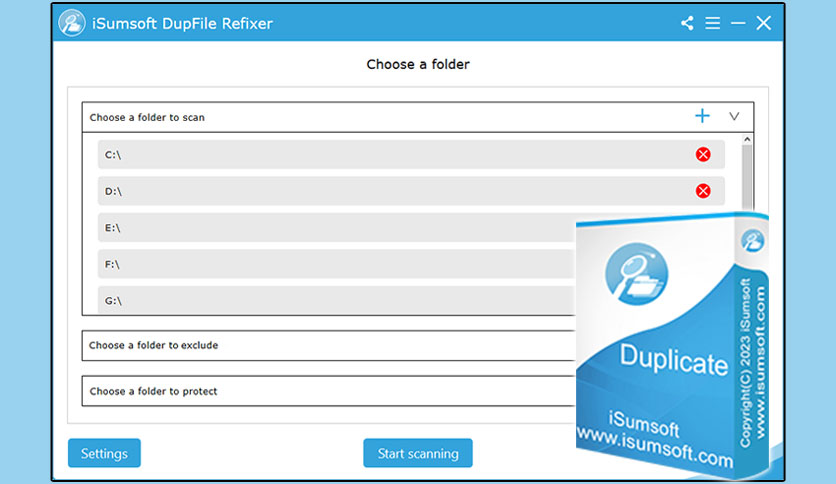 iSumsoft DupFile Refixer
Choose a folder
Choose a folder to scan
C:\
D:\
E:\
F:\
G:\
Choose a folder to exclude
Choose a folder to protect
Settings
Start scanning
Duplicate
iSumsoft
www.isumsoft.com
Copyright(C) 2023 iSumsoft
www.isumsoft.com